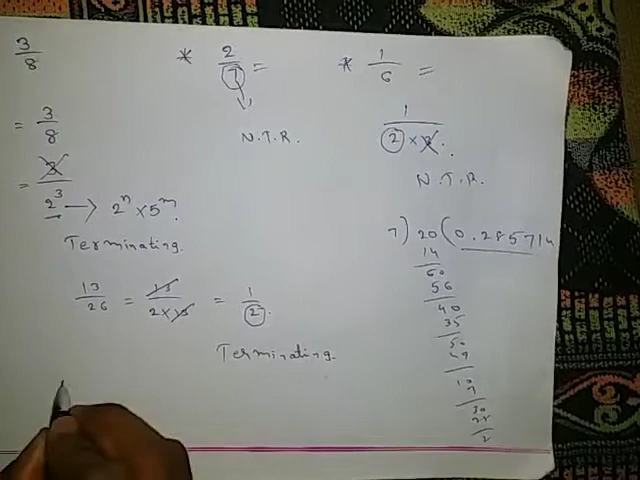 3/8
= 3/8
= 3/2³ → 2ⁿ × 5ᵐ.
Terminating.
* 2/7 =
N.T.R.
* 1/6 =
1/(2 × 3).
N.T.R.
13/26 = 13/(2×13) = 1/2.
Terminating.
7) 20 (0.285714
14
60
56
40
35
50
49
10
7
30
28
2